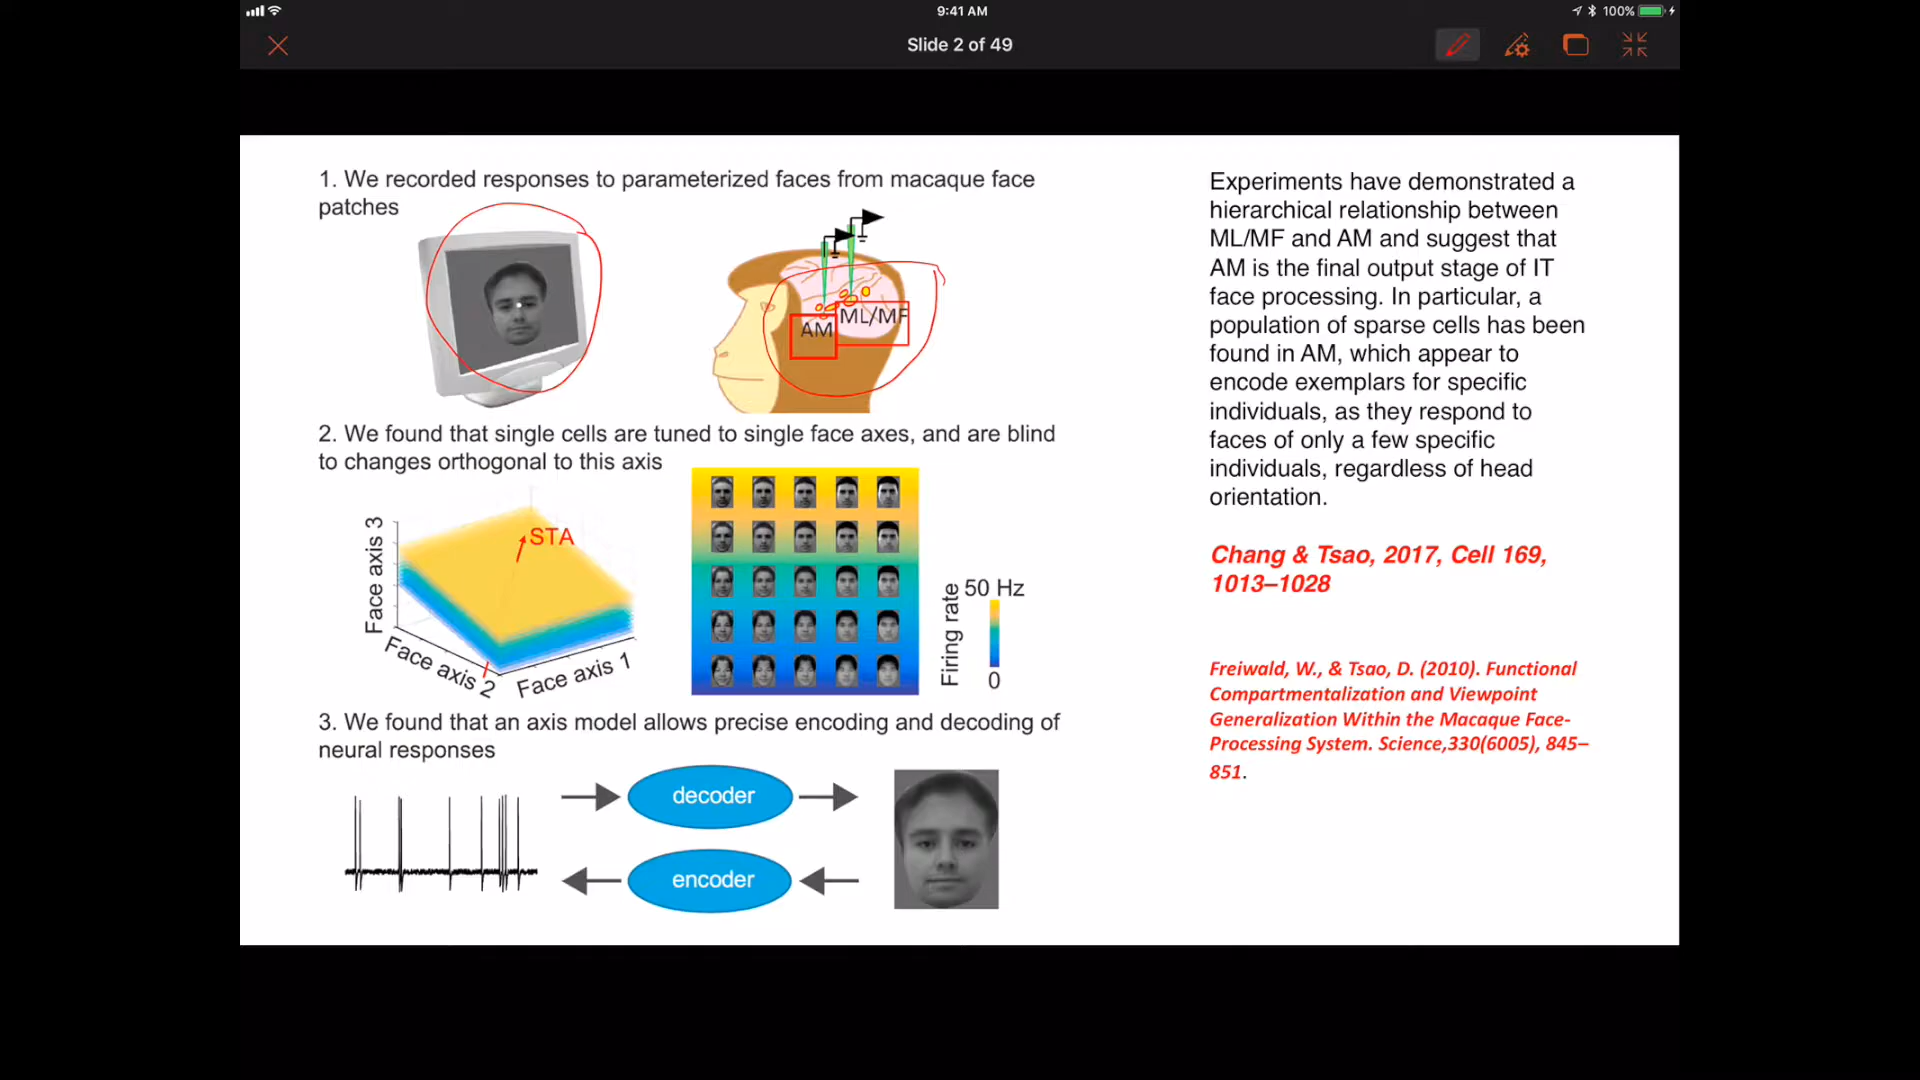 9:41 AM
100%
Slide 2 of 49
1. We recorded responses to parameterized faces from macaque face
patches
AM
ML/MF
2. We found that single cells are tuned to single face axes, and are blind
to changes orthogonal to this axis
STA
Face axis 3
Face axis 2
Face axis 1
Firing rate
50 Hz
0
3. We found that an axis model allows precise encoding and decoding of
neural responses
decoder
encoder
Experiments have demonstrated a
hierarchical relationship between
ML/MF and AM and suggest that
AM is the final output stage of IT
face processing. In particular, a
population of sparse cells has been
found in AM, which appear to
encode exemplars for specific
individuals, as they respond to
faces of only a few specific
individuals, regardless of head
orientation.
Chang & Tsao, 2017, Cell 169,
1013–1028
Freiwald, W., & Tsao, D. (2010). Functional
Compartmentalization and Viewpoint
Generalization Within the Macaque Face-
Processing System. Science,330(6005), 845–
851.